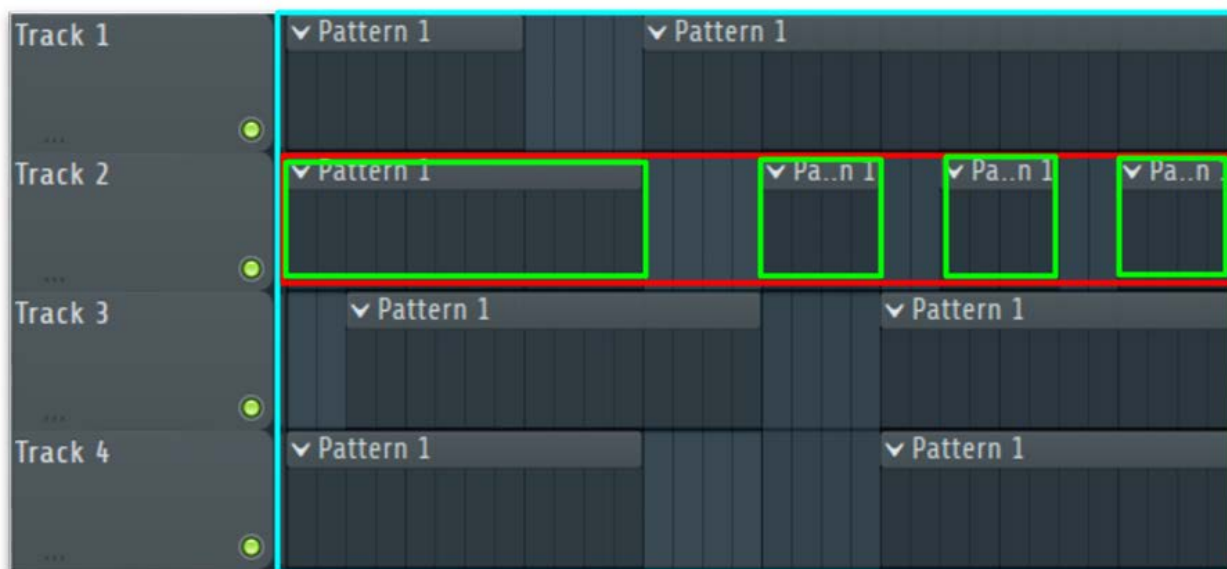 Track 1 Pattern 1 Pattern 1
...
Track 2 Pattern 1 Pa..n 1 Pa..n 1 Pa..n 1
...
Track 3 Pattern 1 Pattern 1
...
Track 4 Pattern 1 Pattern 1
...